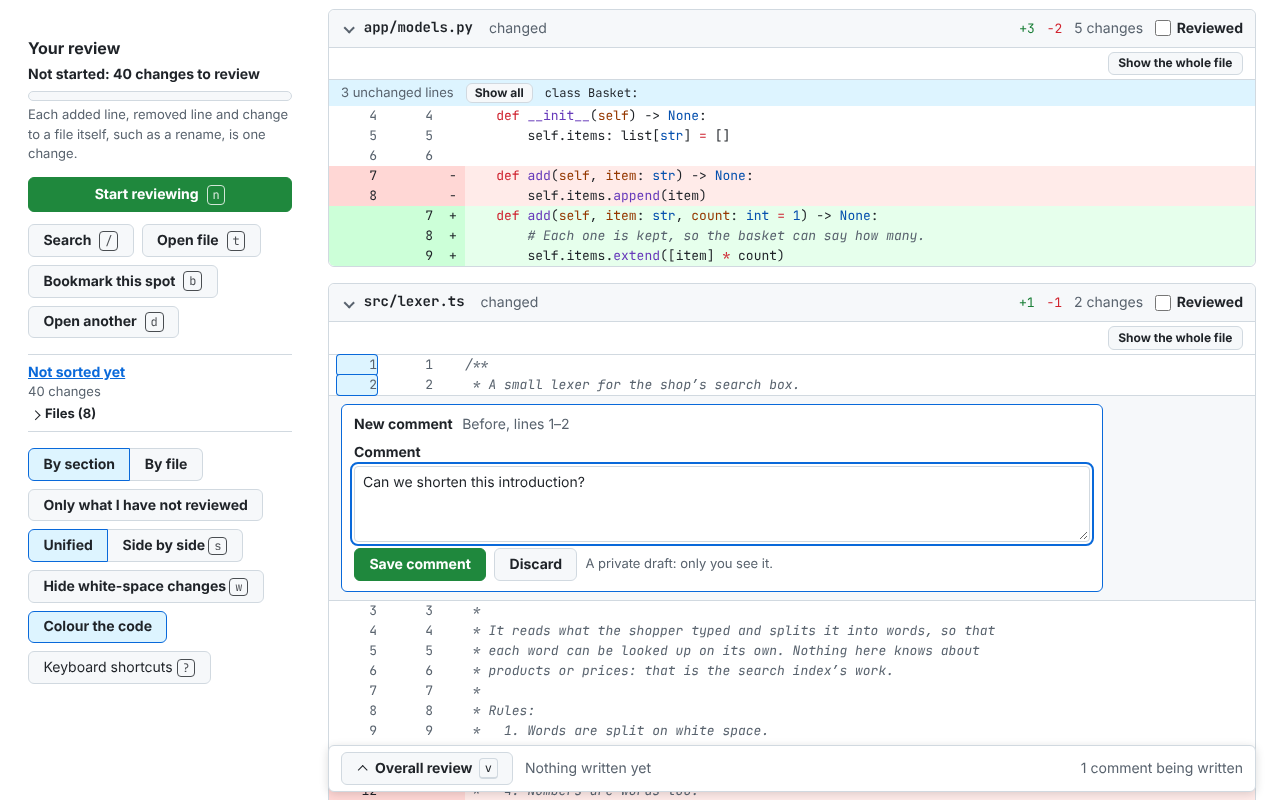 Your review
Not started: 40 changes to review
Each added line, removed line and change
to a file itself, such as a rename, is one
change.
Start reviewing n
Search / Open file t
Bookmark this spot b
Open another d
Not sorted yet
40 changes
Files (8)
By section By file
Only what I have not reviewed
Unified Side by side s
Hide white-space changes w
Colour the code
Keyboard shortcuts ?
app/models.py changed +3 -2 5 changes Reviewed
Show the whole file
3 unchanged lines Show all class Basket:
4 4 def __init__(self) -> None:
5 5 self.items: list[str] = []
6 6
7 - def add(self, item: str) -> None:
8 - self.items.append(item)
7 + def add(self, item: str, count: int = 1) -> None:
8 + # Each one is kept, so the basket can say how many.
9 + self.items.extend([item] * count)
src/lexer.ts changed +1 -1 2 changes Reviewed
Show the whole file
1 1 /**
2 2 * A small lexer for the shop’s search box.
New comment Before, lines 1–2
Comment
Can we shorten this introduction?
Save comment Discard A private draft: only you see it.
3 3 *
4 4 * It reads what the shopper typed and splits it into words, so that
5 5 * each word can be looked up on its own. Nothing here knows about
6 6 * products or prices: that is the search index’s work.
7 7 *
8 8 * Rules:
9 9 * 1. Words are split on white space.
Overall review v Nothing written yet 1 comment being written